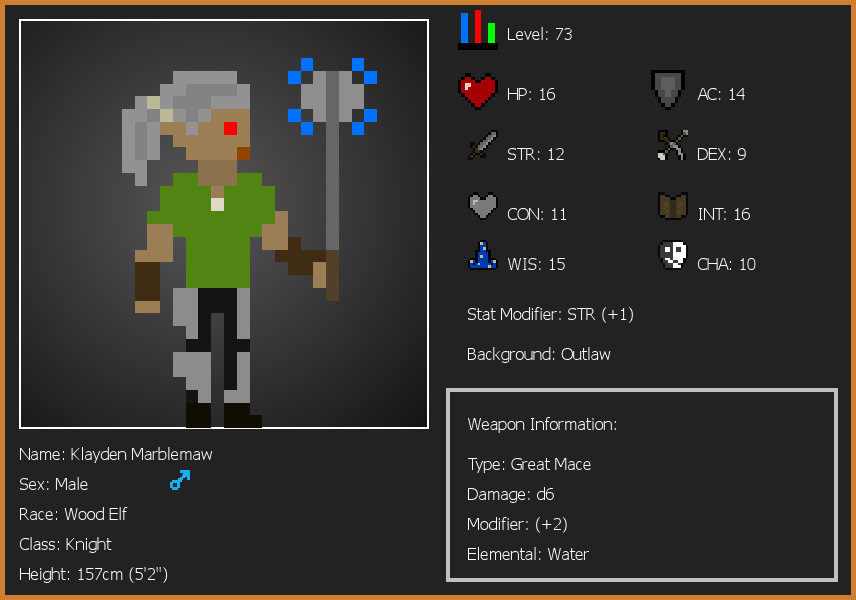 Level: 73
HP: 16
AC: 14
STR: 12
DEX: 9
CON: 11
INT: 16
WIS: 15
CHA: 10
Stat Modifier: STR (+1)
Background: Outlaw
Weapon Information:
Type: Great Mace
Damage: d6
Modifier: (+2)
Elemental: Water
Name: Klayden Marblemaw
Sex: Male
Race: Wood Elf
Class: Knight
Height: 157cm (5'2")